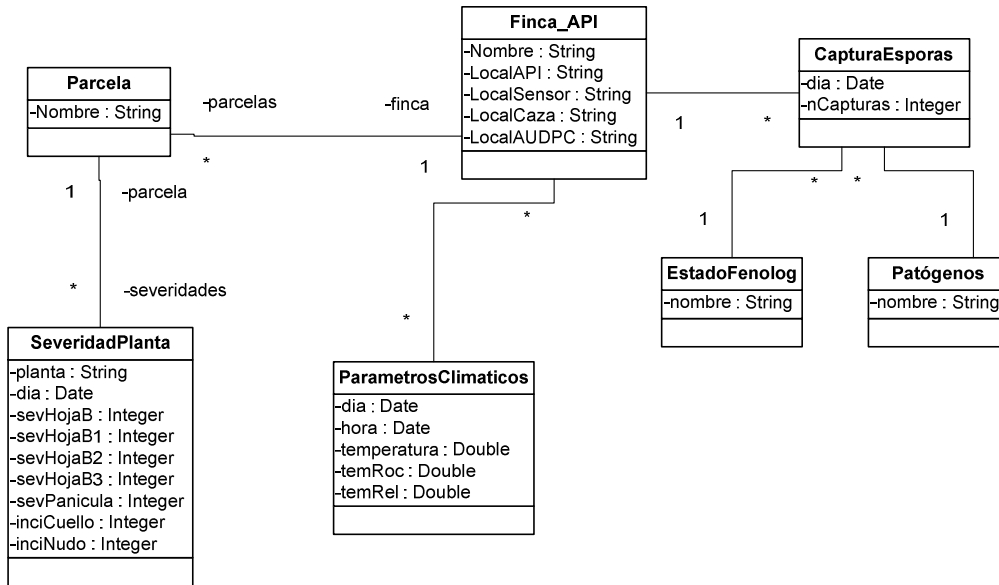 Finca_API
-Nombre : String
-LocalAPI : String
-LocalSensor : String
-LocalCaza : String
-LocalAUDPC : String
CapturaEsporas
-dia : Date
-nCapturas : Integer
Parcela
-Nombre : String
-parcelas
-finca
*
1
1
*
1
-parcela
*
-severidades
*
*
*
*
1
1
EstadoFenolog
-nombre : String
Patógenos
-nombre : String
SeveridadPlanta
-planta : String
-dia : Date
-sevHojaB : Integer
-sevHojaB1 : Integer
-sevHojaB2 : Integer
-sevHojaB3 : Integer
-sevPanicula : Integer
-inciCuello : Integer
-inciNudo : Integer
ParametrosClimaticos
-dia : Date
-hora : Date
-temperatura : Double
-temRoc : Double
-temRel : Double